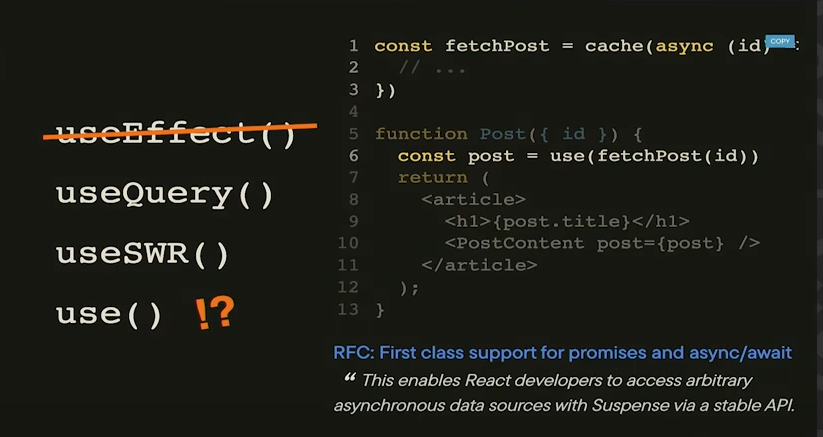 useEffect()
useQuery()
useSWR()
use() !?
1 const fetchPost = cache(async (id)
COPY
2 // ...
3 })
4
5 function Post({ id }) {
6 const post = use(fetchPost(id))
7 return (
8 <article>
9 <h1>{post.title}</h1>
10 <PostContent post={post} />
11 </article>
12 );
13 }
RFC: First class support for promises and async/await
“ This enables React developers to access arbitrary
asynchronous data sources with Suspense via a stable API.